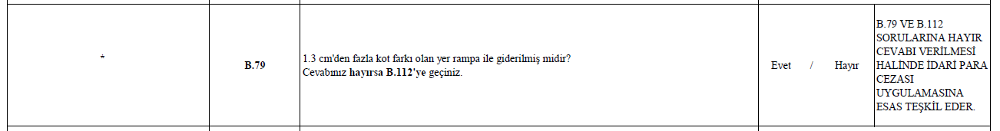 *
B.79
1.3 cm'den fazla kot farkı olan yer rampa ile giderilmiş midir?
Cevabınız hayırsa B.112'ye geçiniz.
Evet / Hayır
B.79 VE B.112
SORULARINA HAYIR
CEVABI VERİLMESİ
HALİNDE İDARİ PARA
CEZASI
UYGULAMASINA
ESAS TEŞKİL EDER.